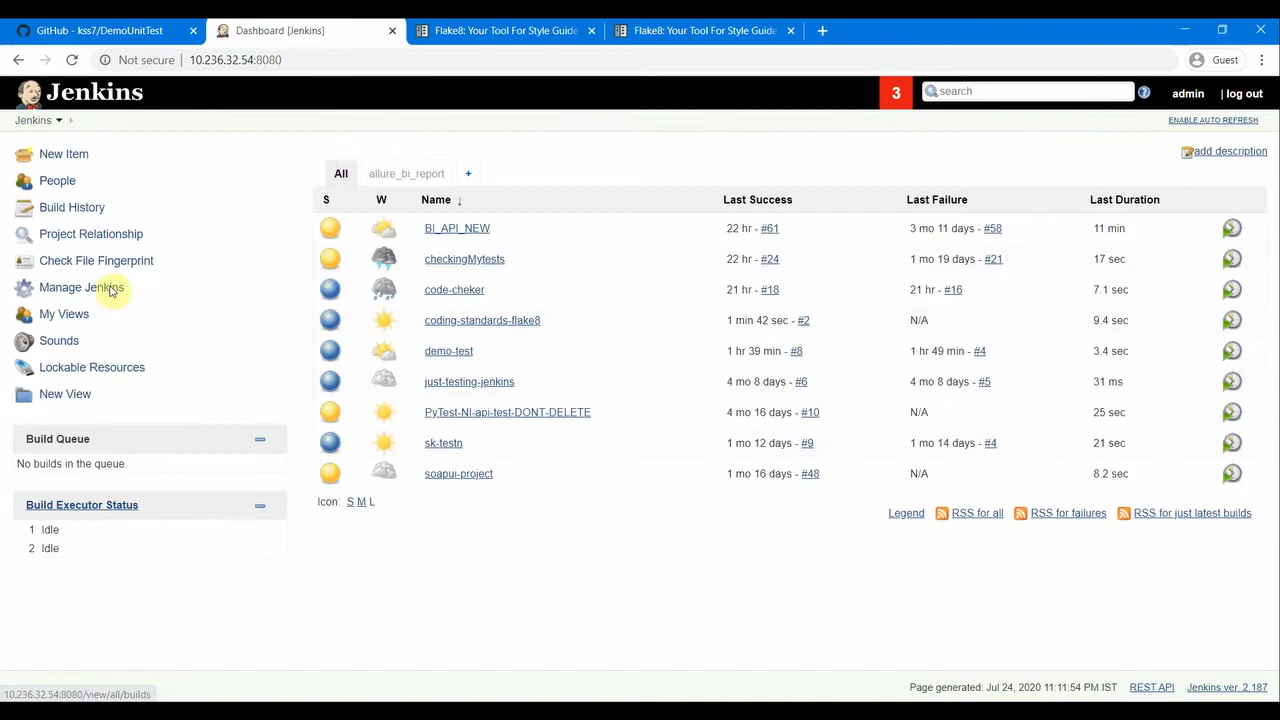 GitHub - kss7/DemoUnitTest
Dashboard [Jenkins]
Flake8: Your Tool For Style Guide
Flake8: Your Tool For Style Guide
Not secure | 10.236.32.54:8080
Guest
Jenkins
3
search
admin
| log out
Jenkins
ENABLE AUTO REFRESH
New Item
People
Build History
Project Relationship
Check File Fingerprint
Manage Jenkins
My Views
Sounds
Lockable Resources
New View
Build Queue
No builds in the queue.
Build Executor Status
1 Idle
2 Idle
add description
All allure_bi_report +
S W Name ↓ Last Success Last Failure Last Duration
BI_API_NEW 22 hr - #61 3 mo 11 days - #58 11 min
checkingMytests 22 hr - #24 1 mo 19 days - #21 17 sec
code-cheker 21 hr - #18 21 hr - #16 7.1 sec
coding-standards-flake8 1 min 42 sec - #2 N/A 9.4 sec
demo-test 1 hr 39 min - #8 1 hr 49 min - #4 3.4 sec
just-testing-jenkins 4 mo 8 days - #6 4 mo 8 days - #5 31 ms
PyTest-NI-api-test-DONT-DELETE 4 mo 16 days - #10 N/A 25 sec
sk-testn 1 mo 12 days - #9 1 mo 14 days - #4 21 sec
soapui-project 1 mo 16 days - #48 N/A 8.2 sec
Icon: S M L
Legend RSS for all RSS for failures RSS for just latest builds
10.236.32.54:8080/view/all/builds
Page generated: Jul 24, 2020 11:11:54 PM IST REST API Jenkins ver. 2.187